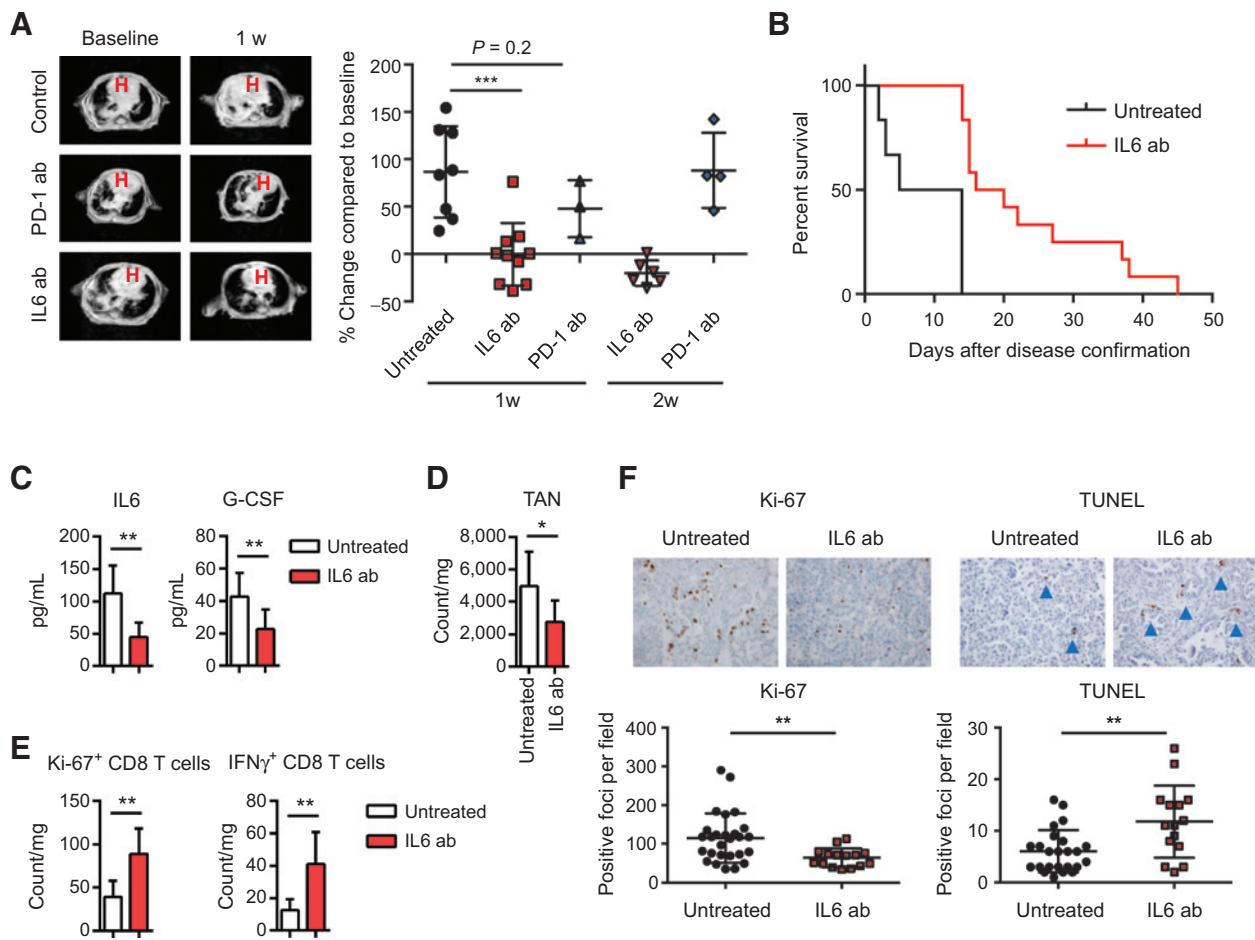 A
Baseline
1 w
Control
PD-1 ab
IL6 ab
H
H
H
H
H
H
% Change compared to baseline
200
150
100
50
0
–50
P = 0.2
***
Untreated
IL6 ab
PD-1 ab
IL6 ab
PD-1 ab
1w
2w
B
Percent survival
100
50
0
Untreated
IL6 ab
0 10 20 30 40 50
Days after disease confirmation
C
IL6
pg/mL
200
150
100
50
0
**
G-CSF
pg/mL
80
60
40
20
0
**
Untreated
IL6 ab
D
TAN
Count/mg
8,000
6,000
4,000
2,000
0
*
Untreated
IL6 ab
E
Ki-67+ CD8 T cells
Count/mg
150
100
50
0
**
IFNγ+ CD8 T cells
Count/mg
80
60
40
20
0
**
Untreated
IL6 ab
F
Ki-67
TUNEL
Untreated
IL6 ab
Untreated
IL6 ab
Ki-67
Positive foci per field
400
300
200
100
0
**
Untreated
IL6 ab
TUNEL
Positive foci per field
30
20
10
0
**
Untreated
IL6 ab